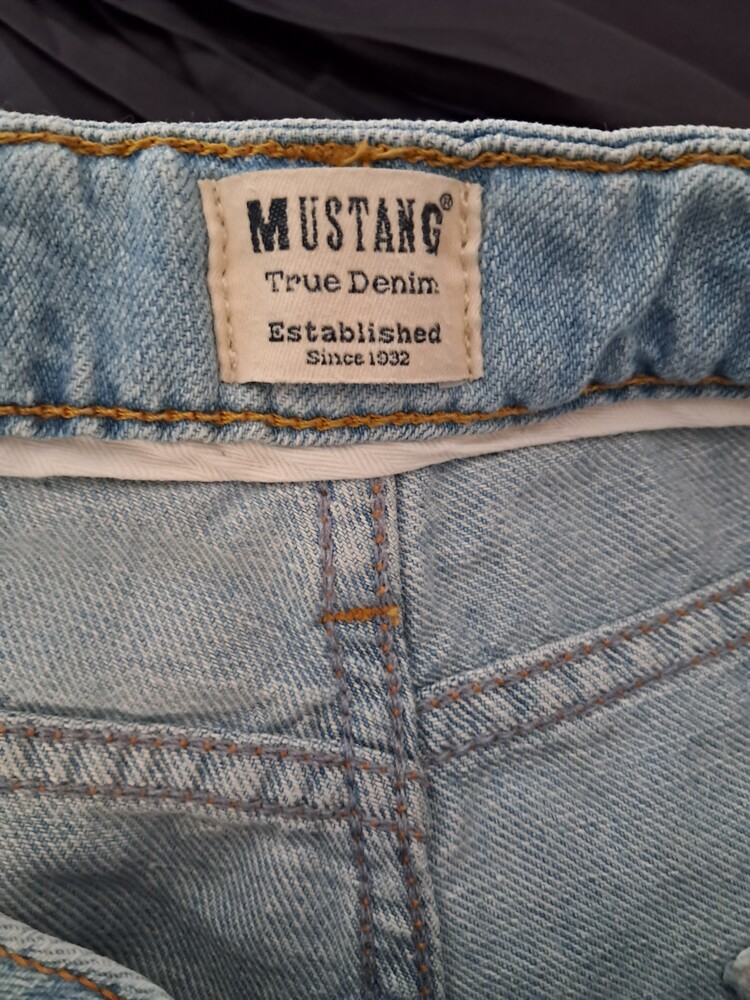 MUSTANG®
True Denim
Established
Since 1932